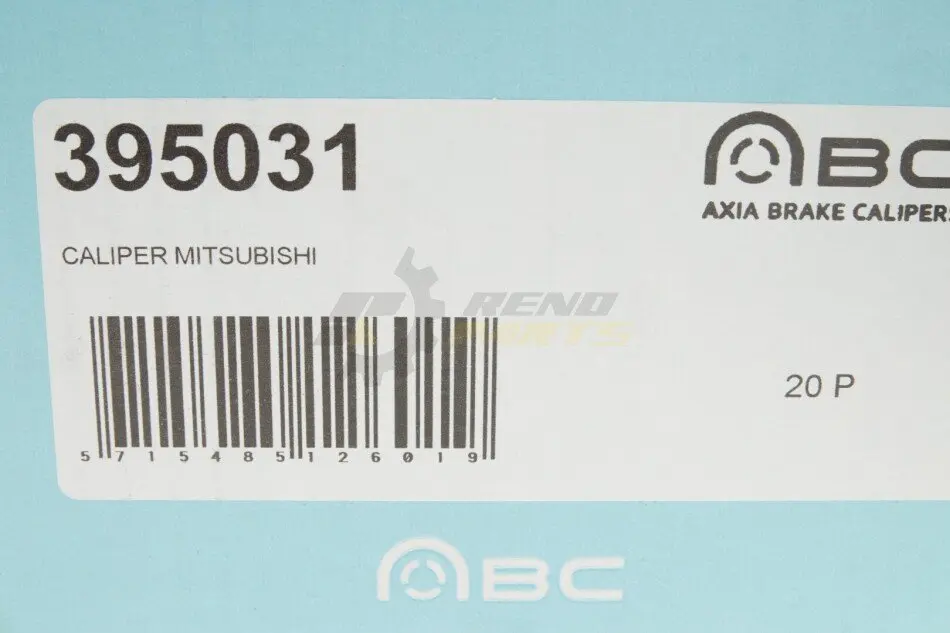 395031
ABC
AXIA BRAKE CALIPERS
CALIPER MITSUBISHI
RENO
PARTS
20 P
5 715485 126019
ABC